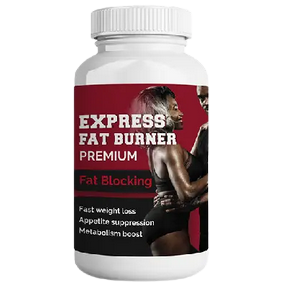 EXPRESS
FAT BURNER
PREMIUM
Fat Blocking
Fast weight loss
Appetite suppression
Metabolism boost